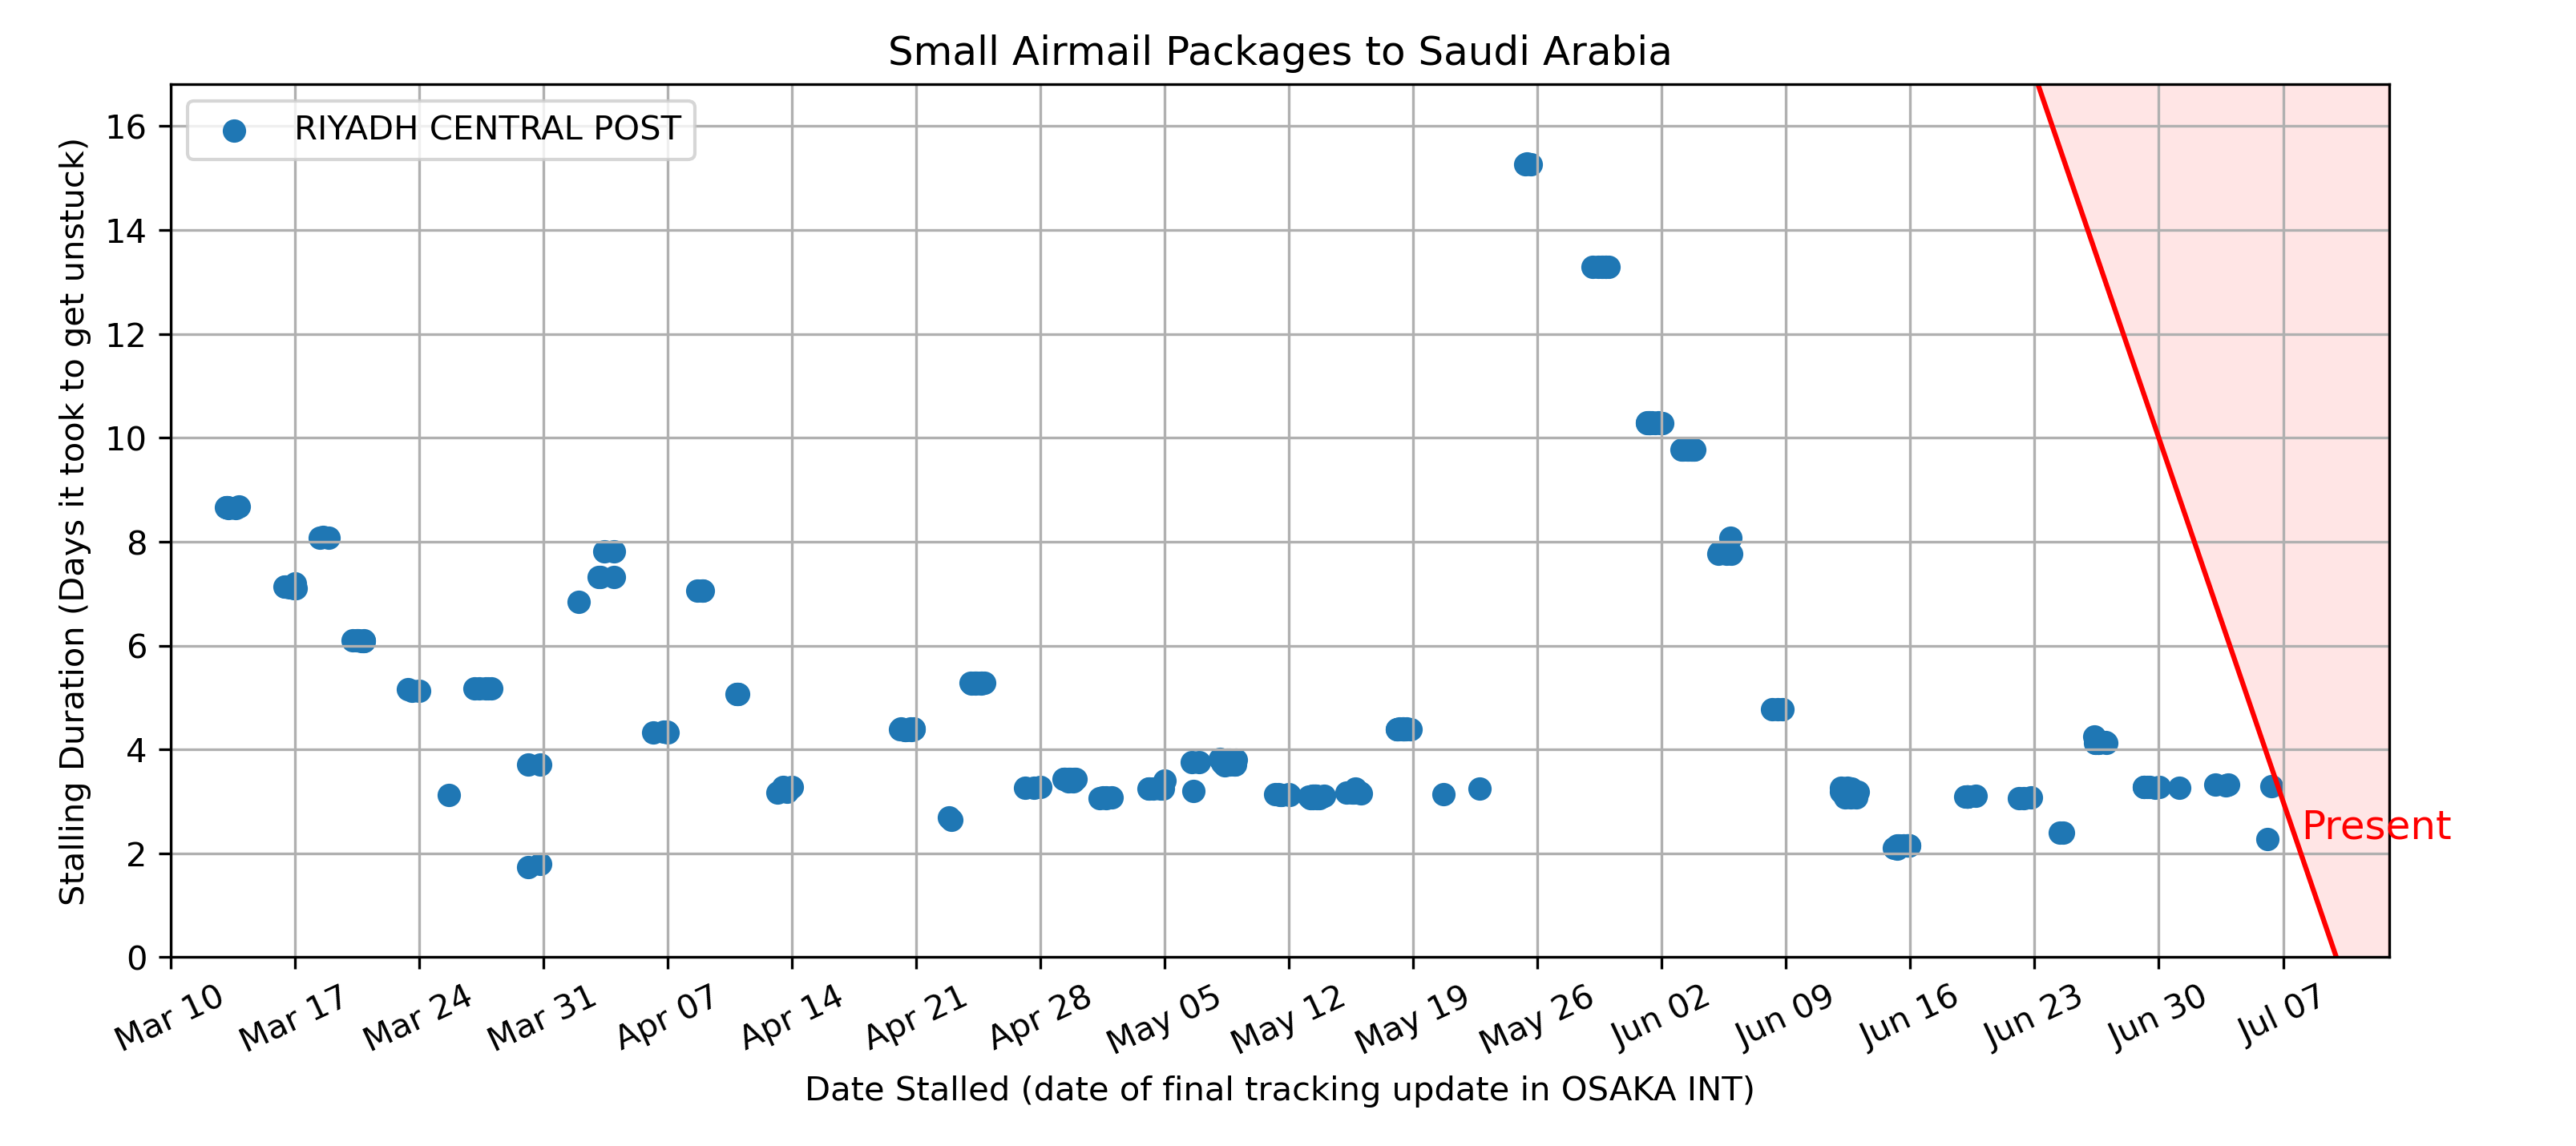 Small Airmail Packages to Saudi Arabia
RIYADH CENTRAL POST
Stalling Duration (Days it took to get unstuck)
16
14
12
10
8
6
4
2
0
Present
Mar 10
Mar 17
Mar 24
Mar 31
Apr 07
Apr 14
Apr 21
Apr 28
May 05
May 12
May 19
May 26
Jun 02
Jun 09
Jun 16
Jun 23
Jun 30
Jul 07
Date Stalled (date of final tracking update in OSAKA INT)